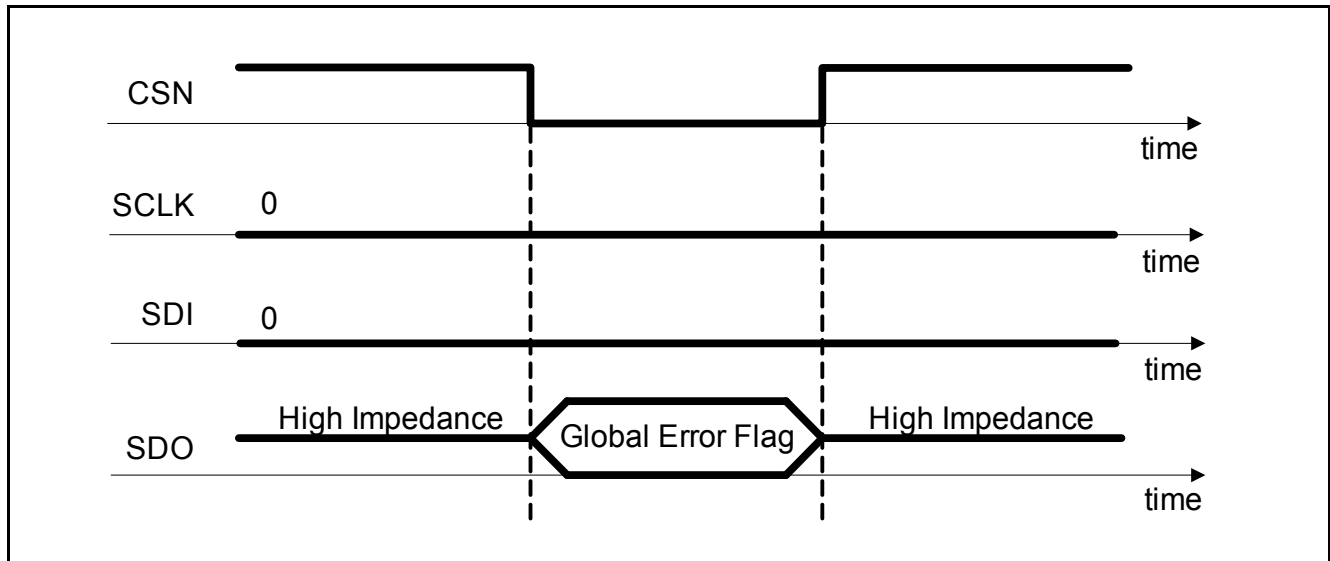 CSN
time
SCLK
0
time
SDI
0
time
SDO
High Impedance
Global Error Flag
High Impedance
time